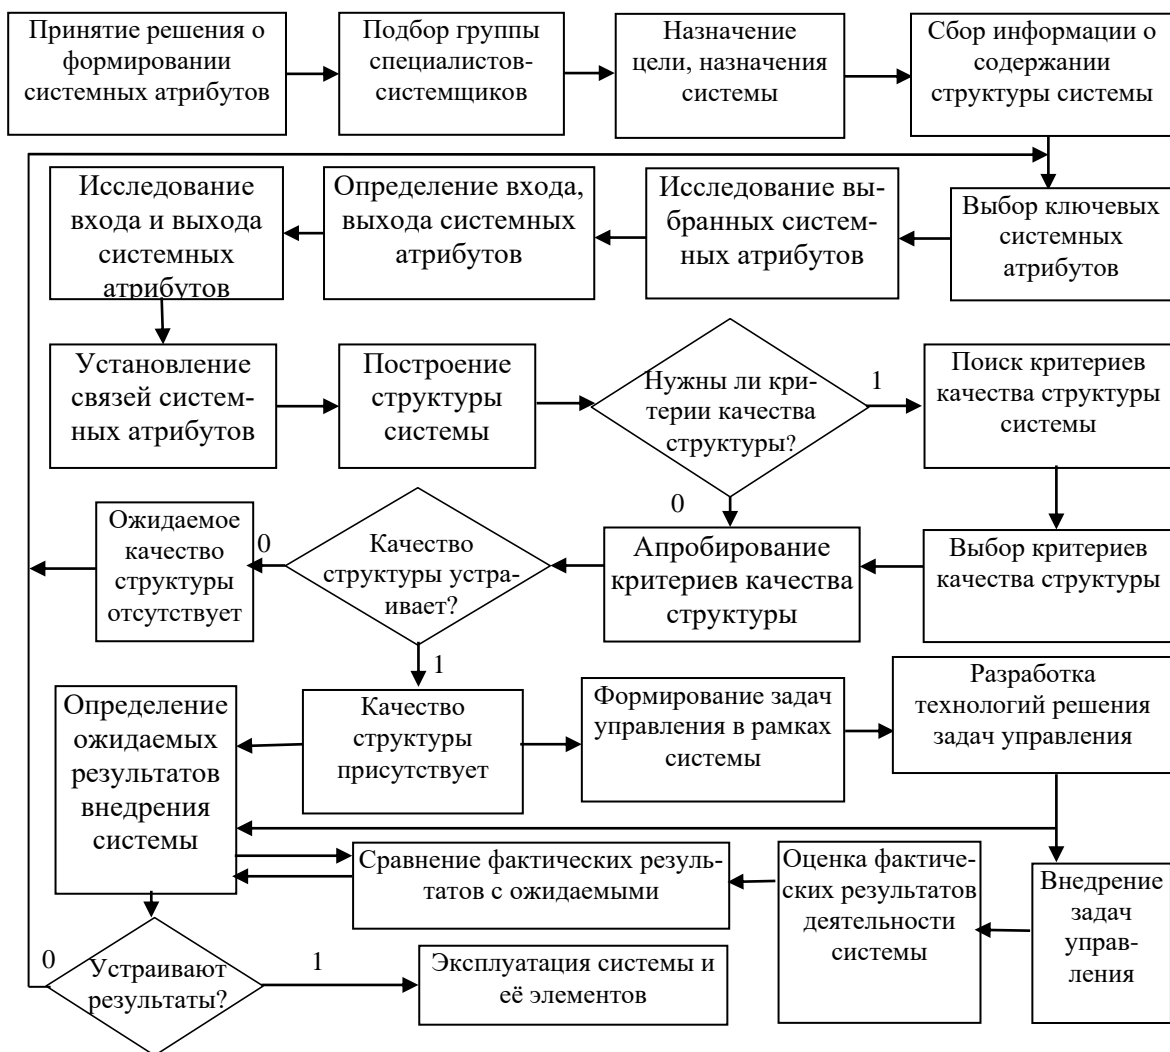 Принятие решения о
формировании
системных атрибутов
Подбор группы
специалистов-
системщиков
Назначение
цели, назначения
системы
Сбор информации о
содержании
структуры системы
Выбор ключевых
системных
атрибутов
Исследование вы-
бранных систем-
ных атрибутов
Определение входа,
выхода системных
атрибутов
Исследование
входа и выхода
системных
атрибутов
Установление
связей систем-
ных атрибутов
Построение
структуры
системы
Нужны ли кри-
терии качества
структуры?
1
0
Поиск критериев
качества структуры
системы
Выбор критериев
качества структуры
Апробирование
критериев качества
структуры
Качество
структуры устра-
ивает?
0
1
Ожидаемое
качество
структуры
отсутствует
Качество
структуры
присутствует
Формирование задач
управления в рамках
системы
Разработка
технологий решения
задач управления
Определение
ожидаемых
результатов
внедрения
системы
Сравнение фактических резуль-
татов с ожидаемыми
Оценка фактиче-
ских результатов
деятельности
системы
Внедрение
задач
управ-
ления
Устраивают
результаты?
0
1
Эксплуатация системы и
её элементов